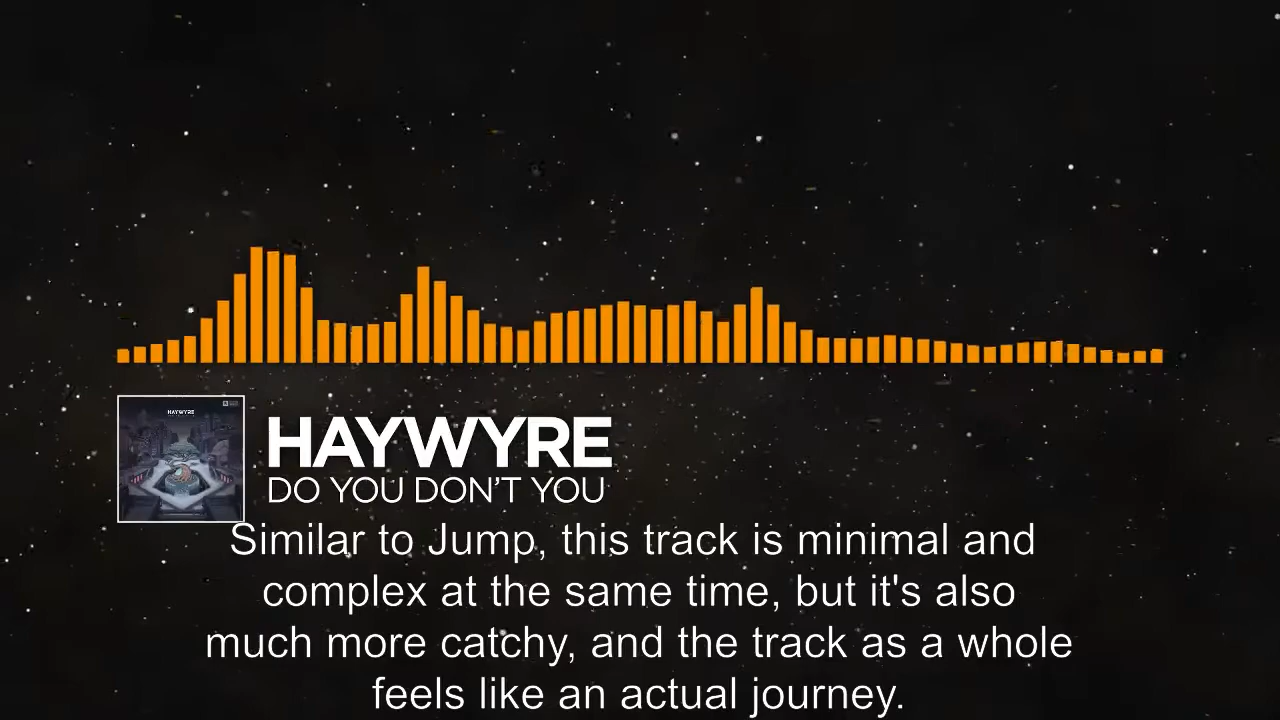 HAYWYRE
HAYWYRE
DO YOU DON'T YOU
Similar to Jump, this track is minimal and
complex at the same time, but it's also
much more catchy, and the track as a whole
feels like an actual journey.